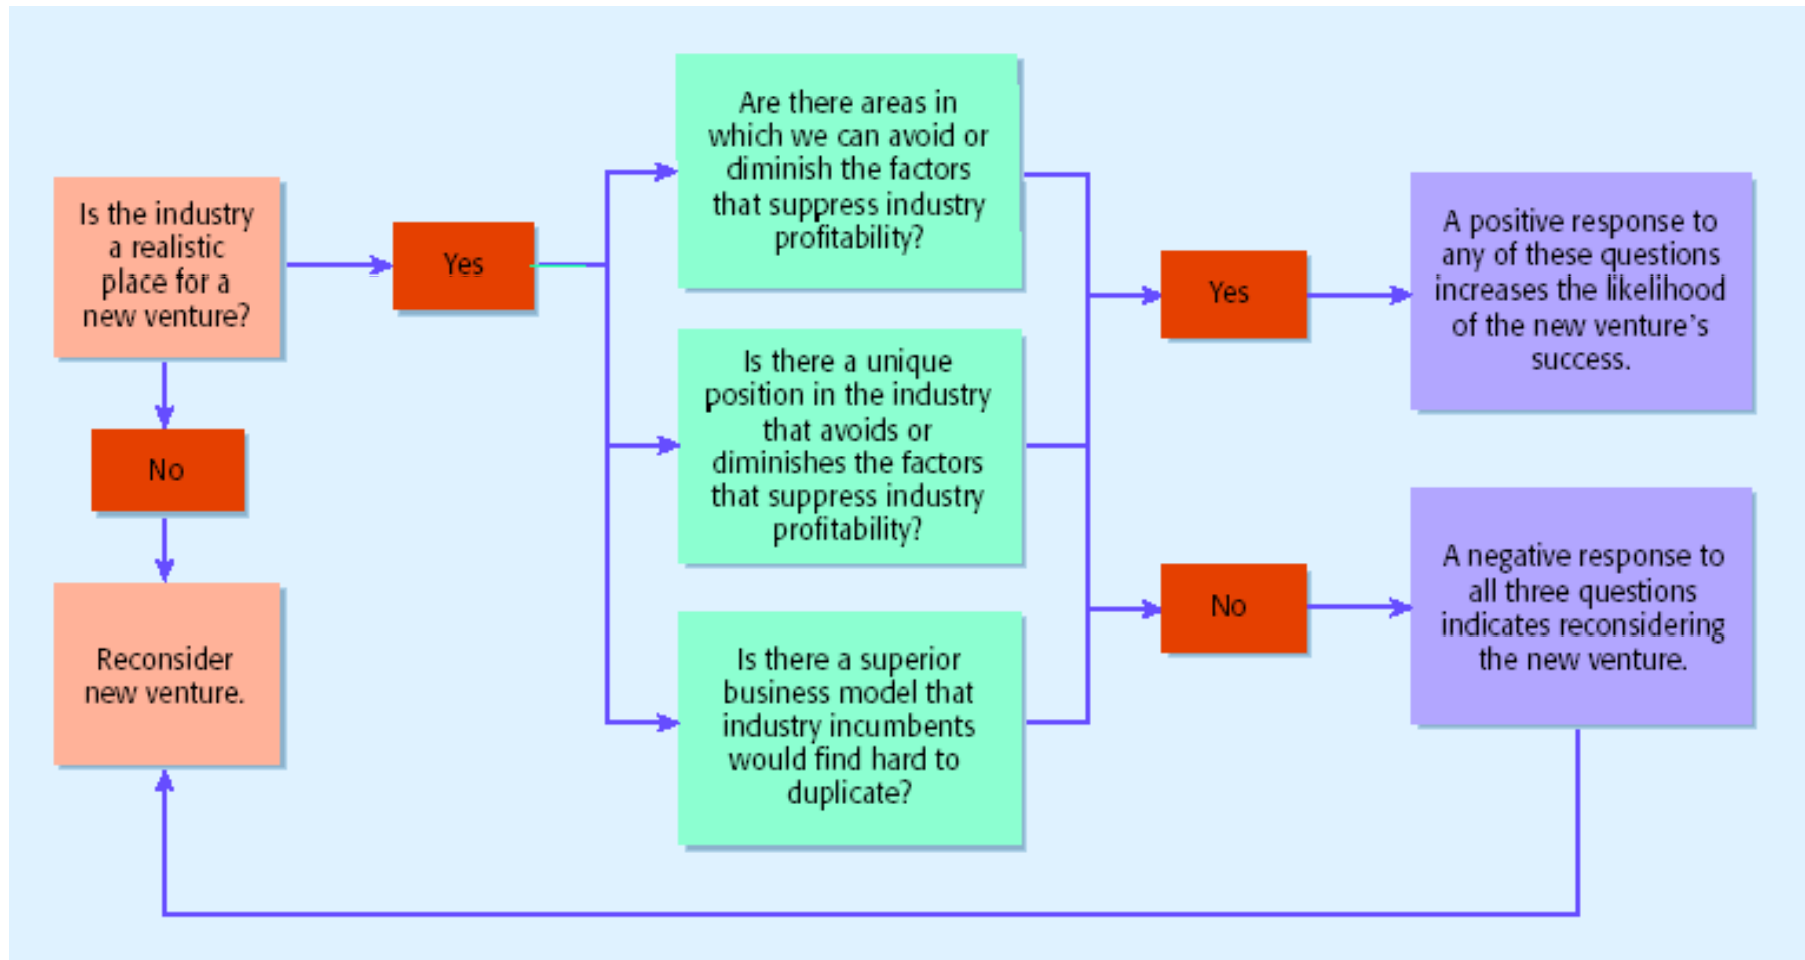 Is the industry
a realistic
place for a
new venture?
Yes
No
Reconsider
new venture.
Are there areas in
which we can avoid or
diminish the factors
that suppress industry
profitability?
Is there a unique
position in the industry
that avoids or
diminishes the factors
that suppress industry
profitability?
Is there a superior
business model that
industry incumbents
would find hard to
duplicate?
Yes
A positive response to
any of these questions
increases the likelihood
of the new venture’s
success.
No
A negative response to
all three questions
indicates reconsidering
the new venture.